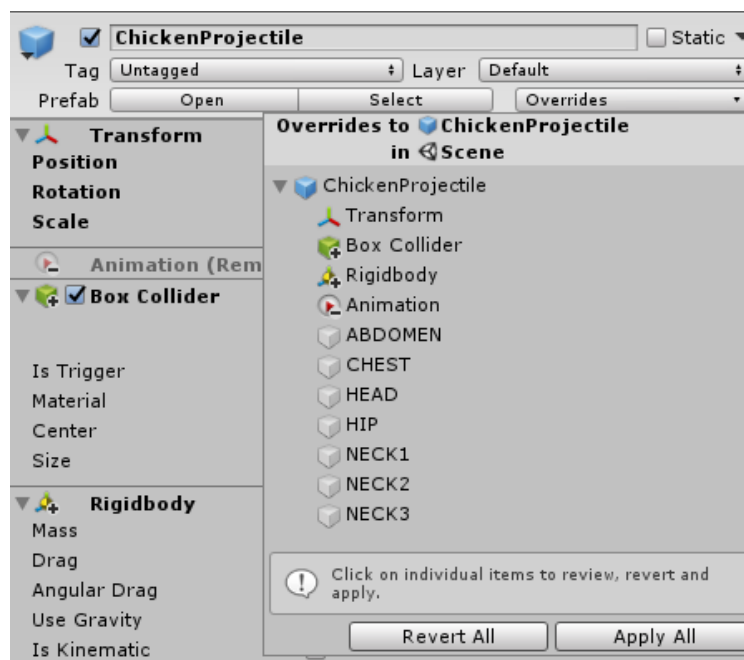 ChickenProjectile Static
Tag Untagged Layer Default
Prefab Open Select Overrides
Transform
Position
Rotation
Scale
Animation (Rem
Box Collider
Is Trigger
Material
Center
Size
Rigidbody
Mass
Drag
Angular Drag
Use Gravity
Is Kinematic
Overrides to ChickenProjectile
in Scene
ChickenProjectile
Transform
Box Collider
Rigidbody
Animation
ABDOMEN
CHEST
HEAD
HIP
NECK1
NECK2
NECK3
Click on individual items to review, revert and
apply.
Revert All Apply All